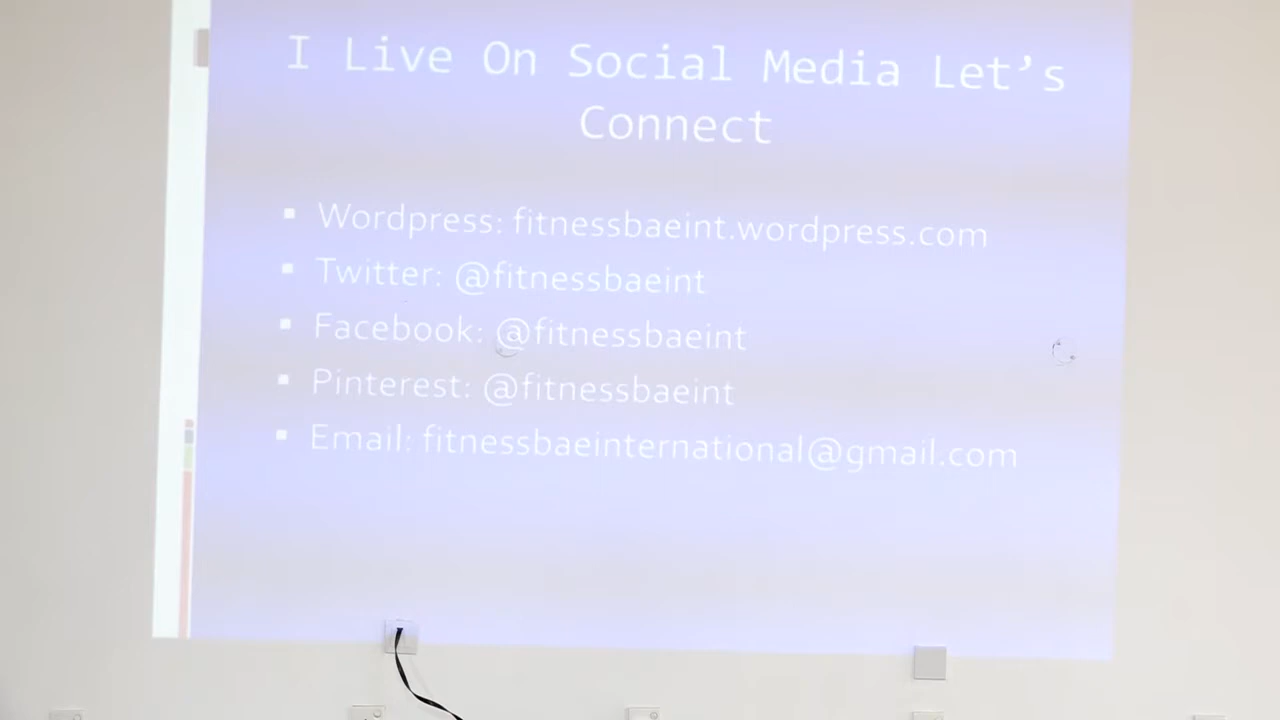 I Live On Social Media Let's
Connect
▪ Wordpress: fitnessbaeint.wordpress.com
▪ Twitter: @fitnessbaeint
▪ Facebook: @fitnessbaeint
▪ Pinterest: @fitnessbaeint
▪ Email: fitnessbaeinternational@gmail.com